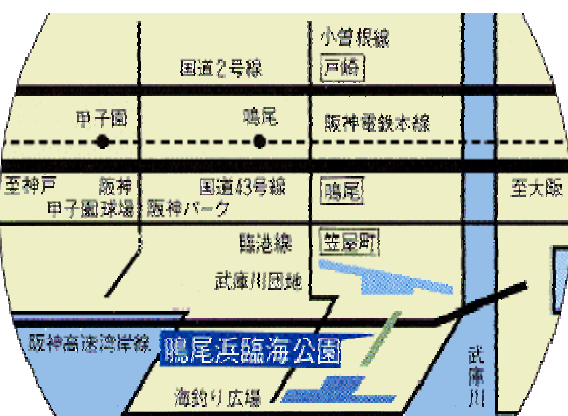 小曽根線
国道2号線
戸崎
甲子園
鳴尾
阪神電鉄本線
至神戸
阪神
甲子園球場
国道43号線
阪神パーク
鳴尾
至大阪
臨港線
笠屋町
武庫川団地
阪神高速湾岸線
鳴尾浜臨海公園
武庫川
海釣り広場